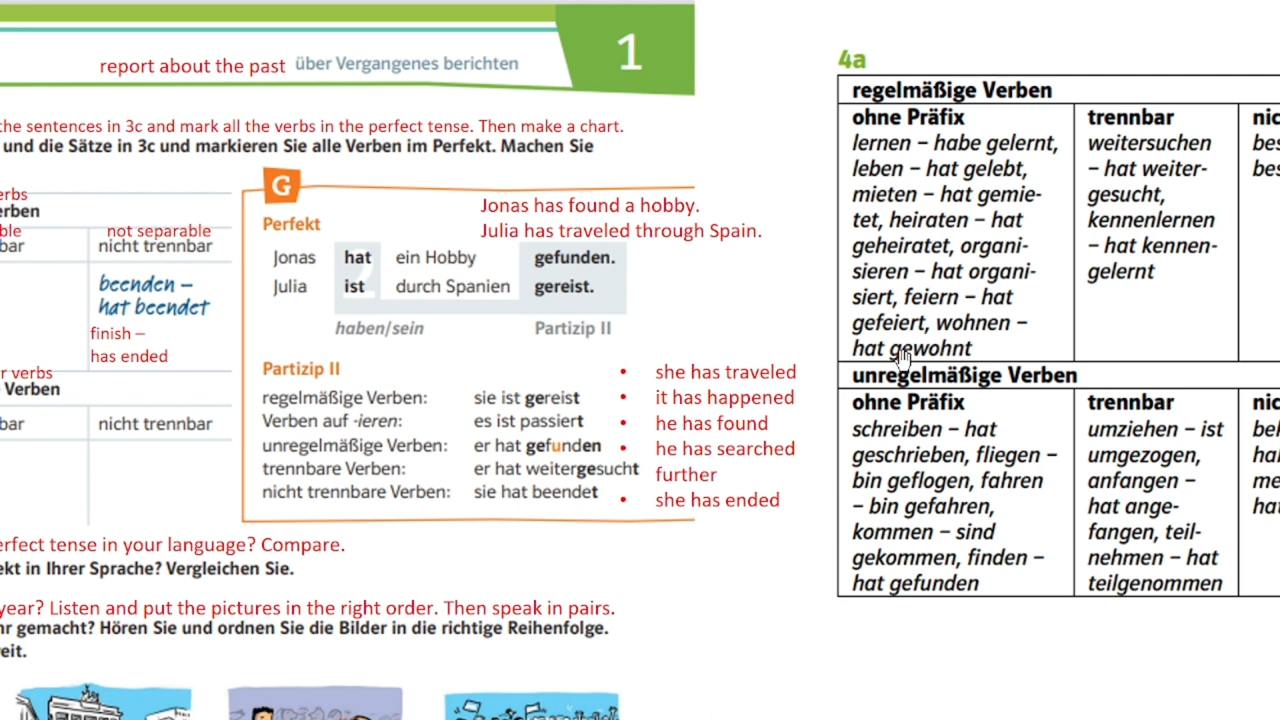 1
report about the past über Vergangenes berichten
the sentences in 3c and mark all the verbs in the perfect tense. Then make a chart.
und die Sätze in 3c und markieren Sie alle Verben im Perfekt. Machen Sie
erbs
erben
ble not separable
bar nicht trennbar
beenden –
hat beendet
finish –
has ended
r verbs
Verben
bar nicht trennbar
G
Perfekt
Jonas has found a hobby.
Julia has traveled through Spain.
Jonas hat ein Hobby gefunden.
Julia ist durch Spanien gereist.
2
haben/sein Partizip II
Partizip II
regelmäßige Verben: sie ist gereist
Verben auf -ieren: es ist passiert
unregelmäßige Verben: er hat gefunden
trennbare Verben: er hat weitergesucht
nicht trennbare Verben: sie hat beendet
• she has traveled
• it has happened
• he has found
• he has searched
further
• she has ended
erfect tense in your language? Compare.
ekt in Ihrer Sprache? Vergleichen Sie.
year? Listen and put the pictures in the right order. Then speak in pairs.
hr gemacht? Hören Sie und ordnen Sie die Bilder in die richtige Reihenfolge.
eit.
4a
regelmäßige Verben
ohne Präfix
lernen – habe gelernt,
leben – hat gelebt,
mieten – hat gemie-
tet, heiraten – hat
geheiratet, organi-
sieren – hat organi-
siert, feiern – hat
gefeiert, wohnen –
hat gewohnt
trennbar
weitersuchen
– hat weiter-
gesucht,
kennenlernen
– hat kennen-
gelernt
nic
bes
bes
unregelmäßige Verben
ohne Präfix
schreiben – hat
geschrieben, fliegen –
bin geflogen, fahren
– bin gefahren,
kommen – sind
gekommen, finden –
hat gefunden
trennbar
umziehen – ist
umgezogen,
anfangen –
hat ange-
fangen, teil-
nehmen – hat
teilgenommen
nic
beh
hat
me
hat